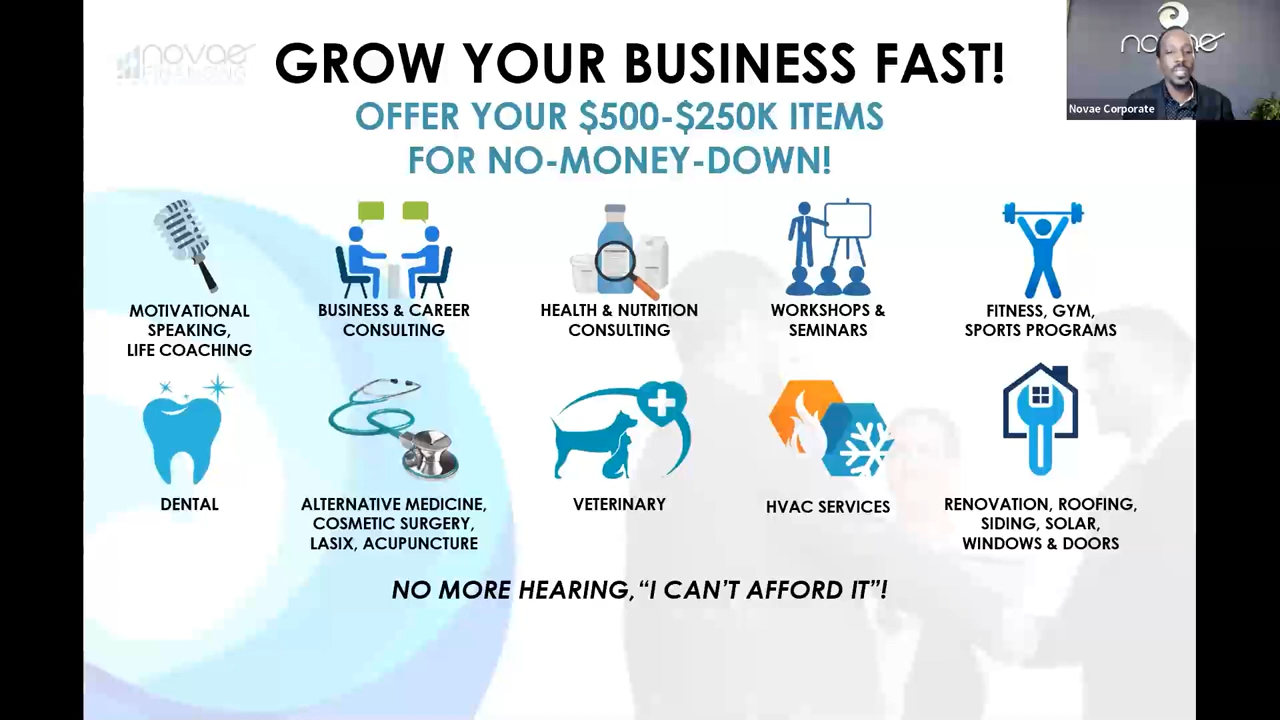 novae
FINANCING
GROW YOUR BUSINESS FAST!
OFFER YOUR $500-$250K ITEMS
FOR NO-MONEY-DOWN!
Novae Corporate
MOTIVATIONAL
SPEAKING,
LIFE COACHING
BUSINESS & CAREER
CONSULTING
HEALTH & NUTRITION
CONSULTING
WORKSHOPS &
SEMINARS
FITNESS, GYM,
SPORTS PROGRAMS
DENTAL
ALTERNATIVE MEDICINE,
COSMETIC SURGERY,
LASIX, ACUPUNCTURE
VETERINARY
HVAC SERVICES
RENOVATION, ROOFING,
SIDING, SOLAR,
WINDOWS & DOORS
NO MORE HEARING,“I CAN’T AFFORD IT”!